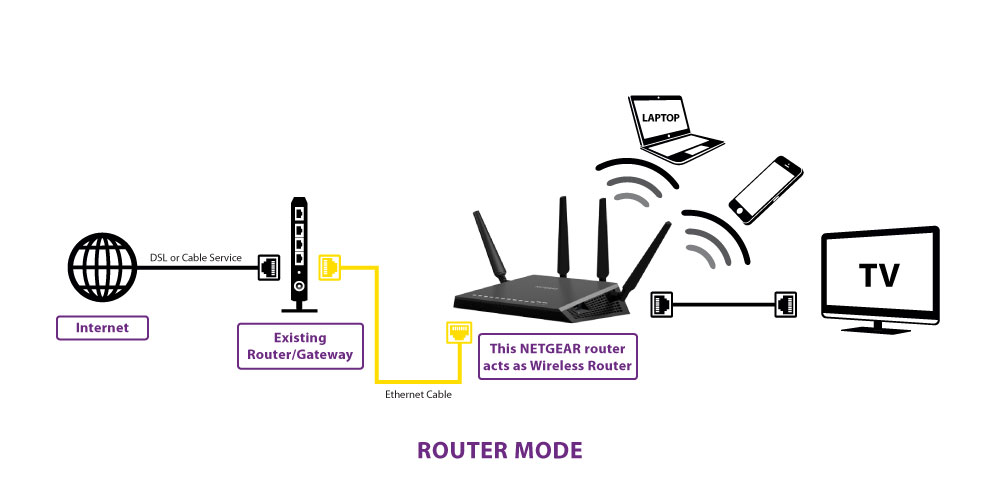 LAPTOP
DSL or Cable Service
TV
NETGEAR
Internet
Existing
Router/Gateway
This NETGEAR router
acts as Wireless Router
Ethernet Cable
ROUTER MODE